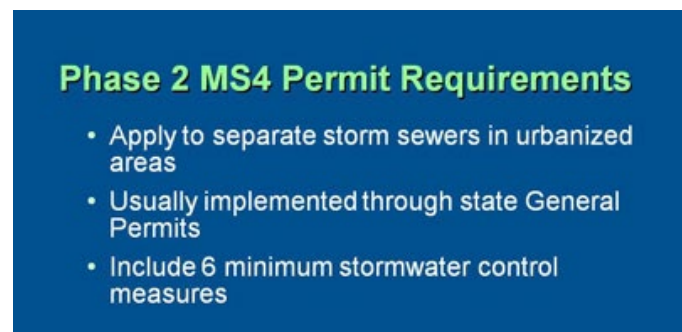 Phase 2 MS4 Permit Requirements
• Apply to separate storm sewers in urbanized
areas
• Usually implemented through state General
Permits
• Include 6 minimum stormwater control
measures